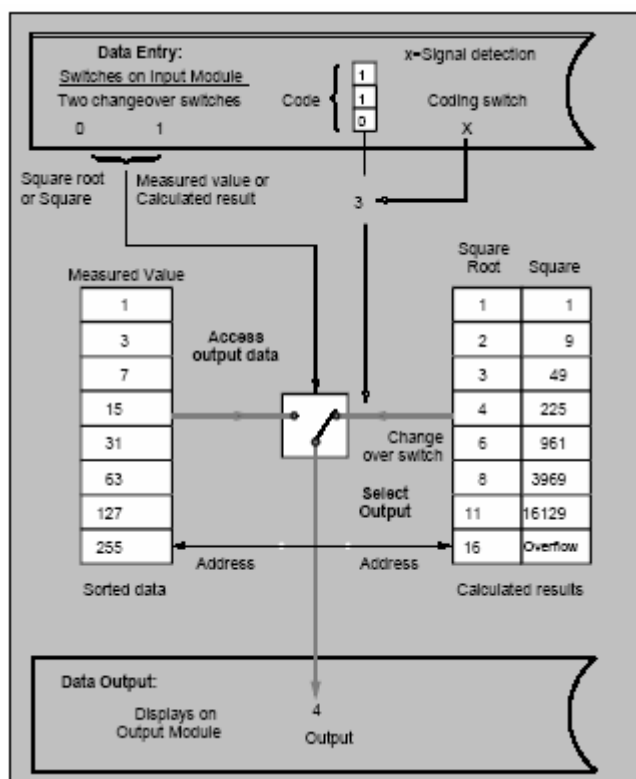 Data Entry:
x=Signal detection
Switches on Input Module
Two changeover switches
Code
1
1
0
Coding switch
0 1
X
Square root
or Square
Measured value or
Calculated result
3
Measured Value
Square
Root
Square
1
3
7
15
31
63
127
255
Access
output data
1 1
2 9
3 49
4 225
6 961
8 3969
11 16129
16 Overflow
Change
over switch
Select
Output
Address
Address
Sorted data
Calculated results
Data Output:
Displays on
Output Module
4
Output